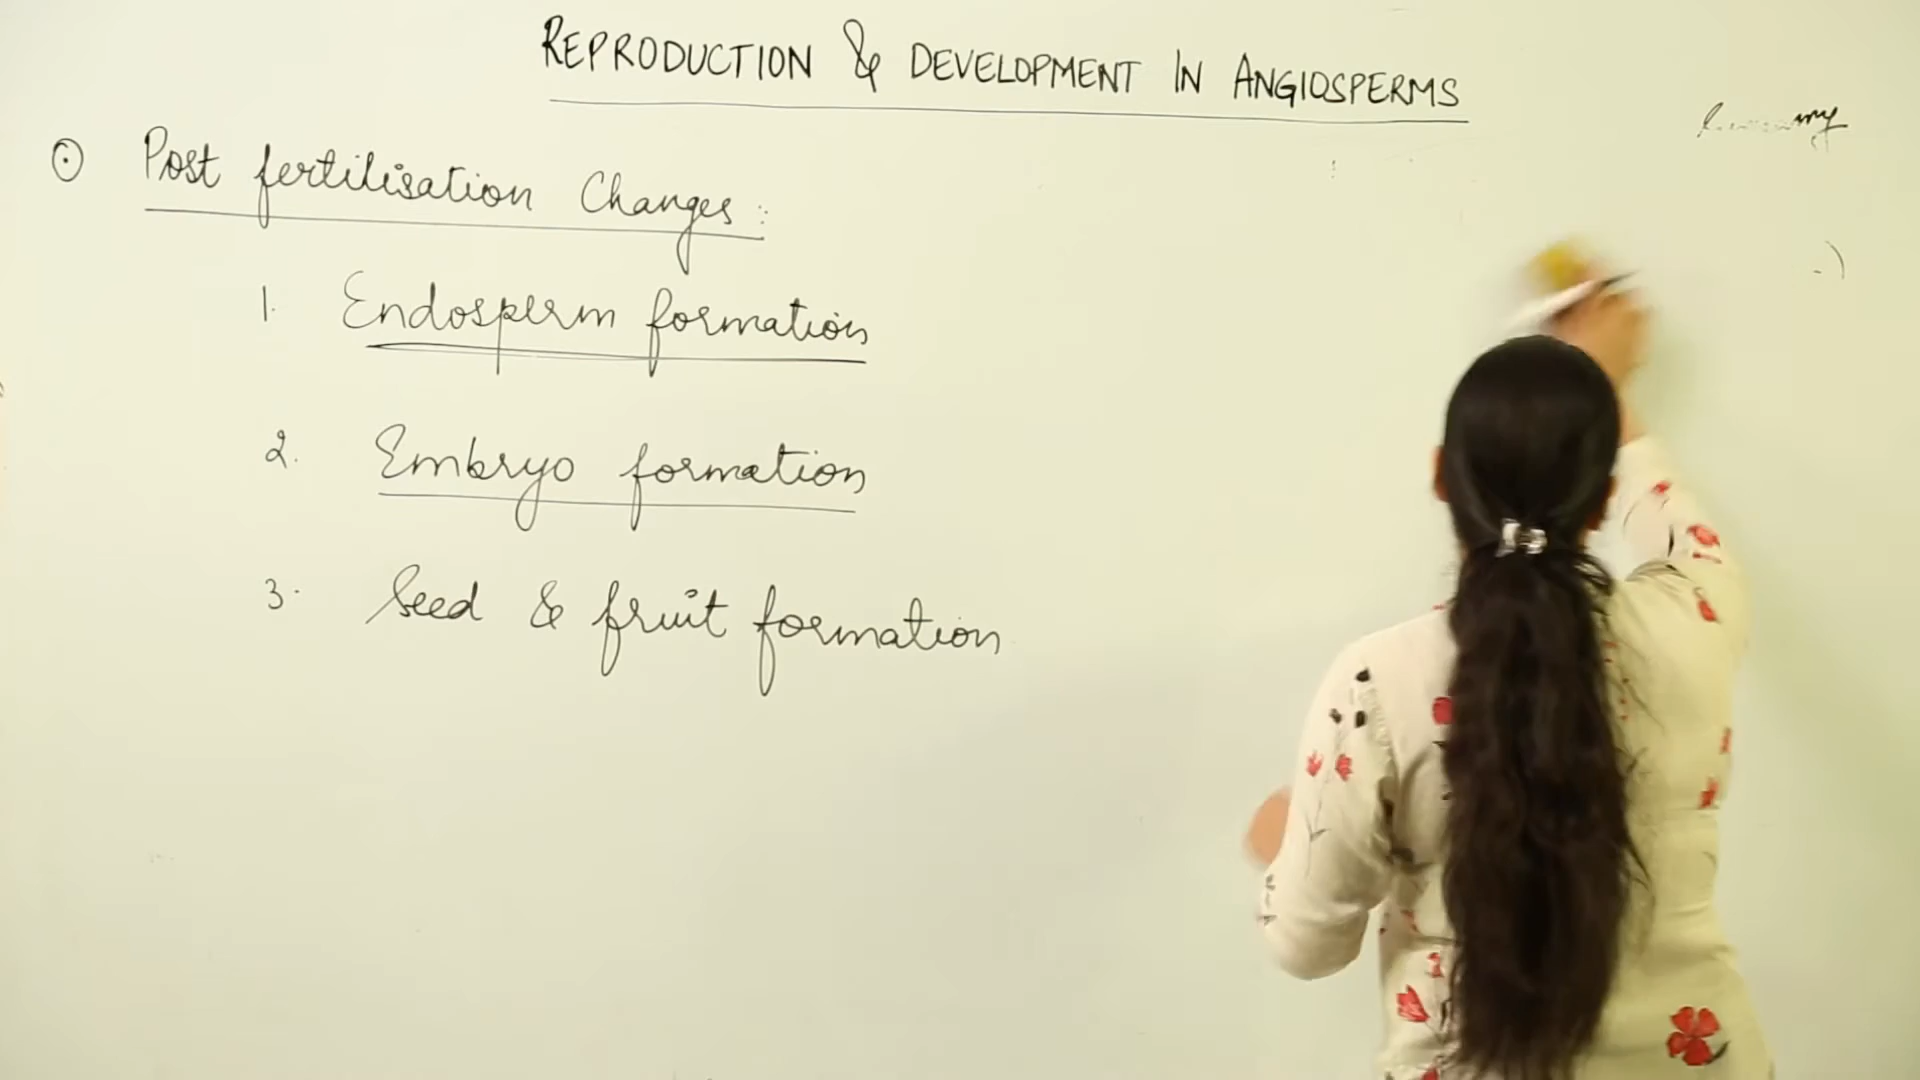 REPRODUCTION & DEVELOPMENT IN ANGIOSPERMS
Post fertilisation Changes:
1. Endosperm formation
2. Embryo formation
3. Seed & fruit formation